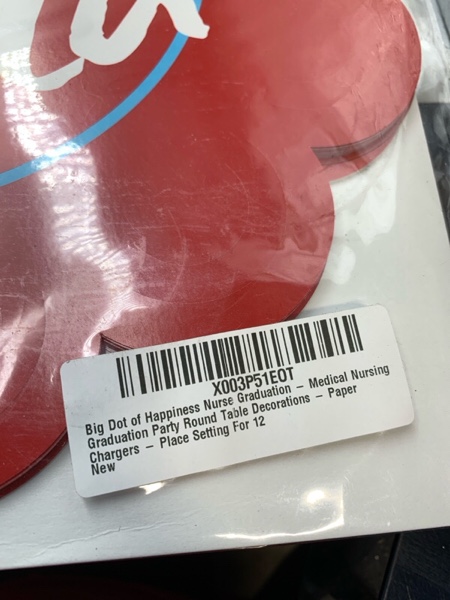 X003P51EOT
Big Dot of Happiness Nurse Graduation – Medical Nursing
Graduation Party Round Table Decorations – Paper
Chargers – Place Setting For 12
New